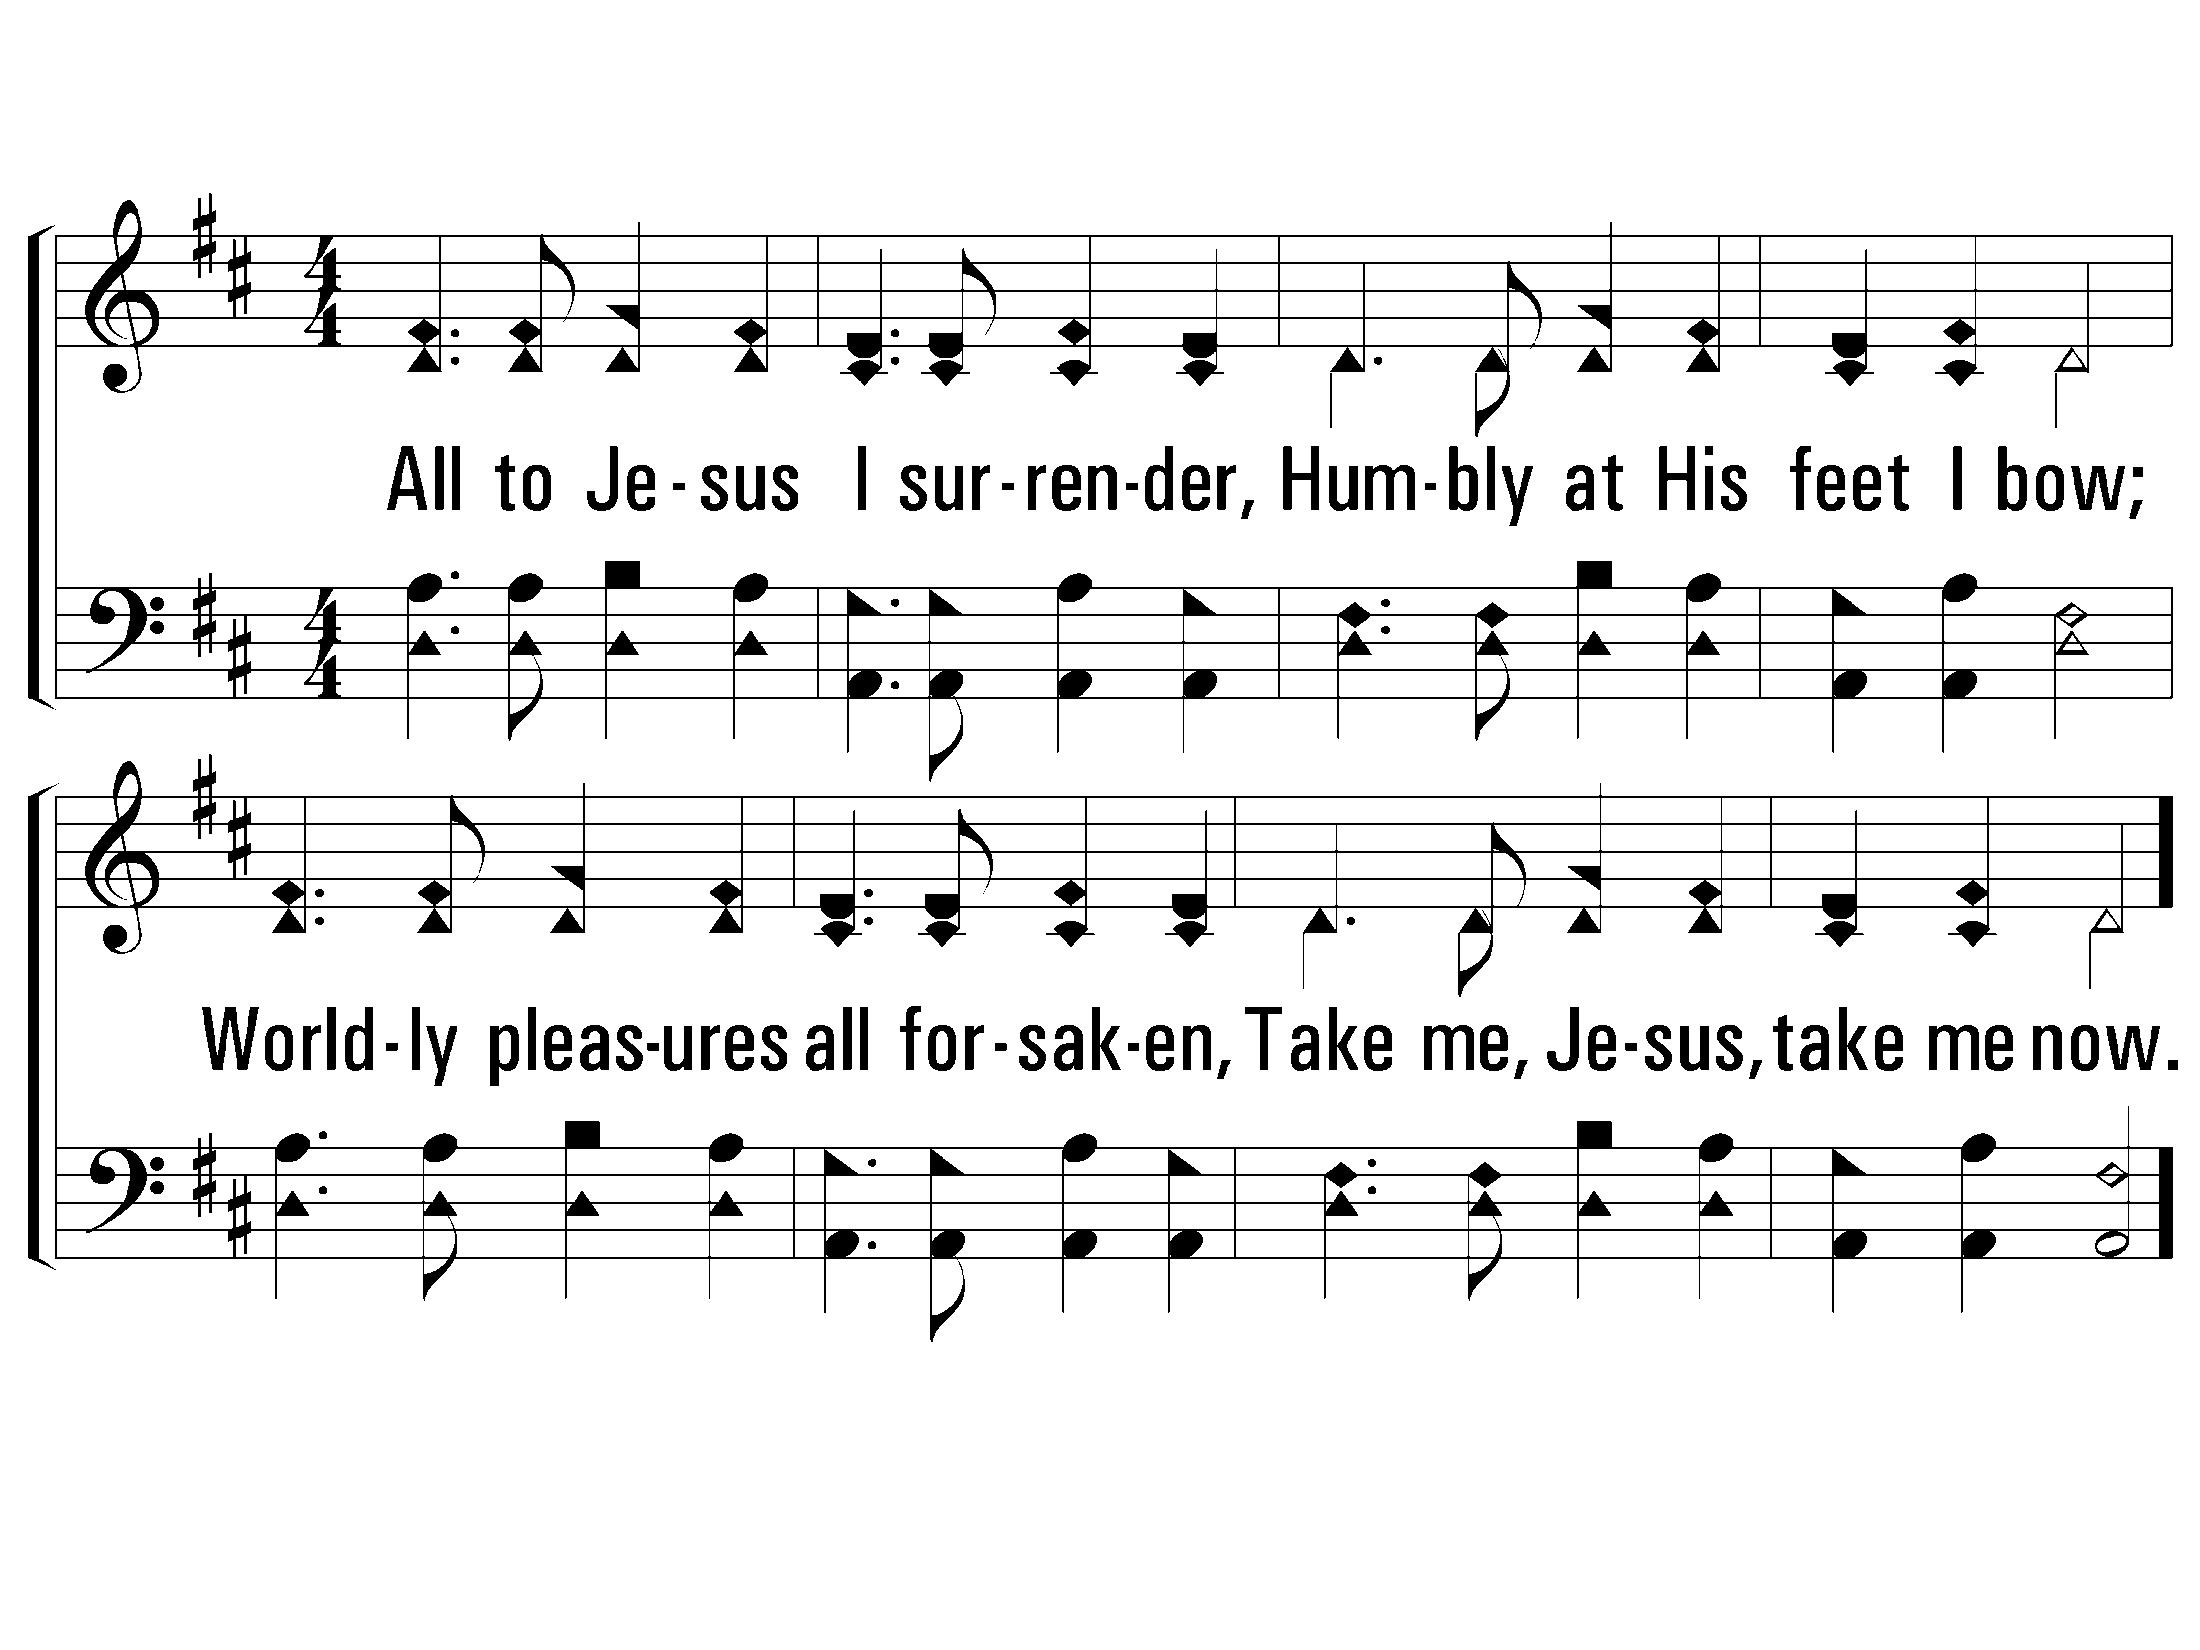 All to Je - sus I sur - ren - der, Hum - bly at His feet I bow;
World - ly pleas - ures all for - sak - en, Take me, Je - sus, take me now.